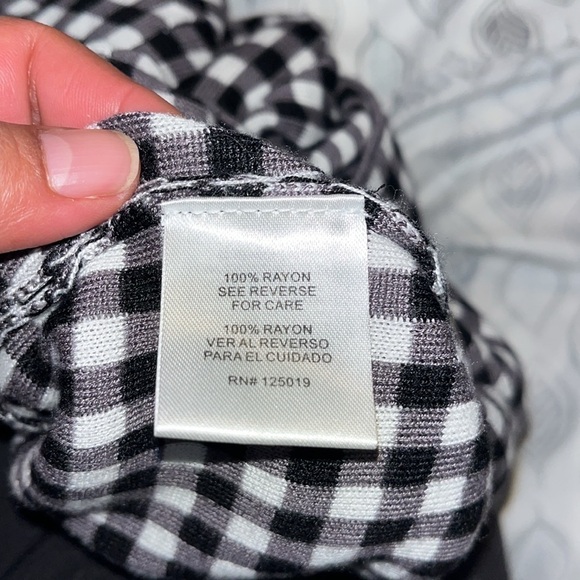 100% RAYON
SEE REVERSE
FOR CARE
100% RAYON
VER AL REVERSO
PARA EL CUIDADO
RN# 125019